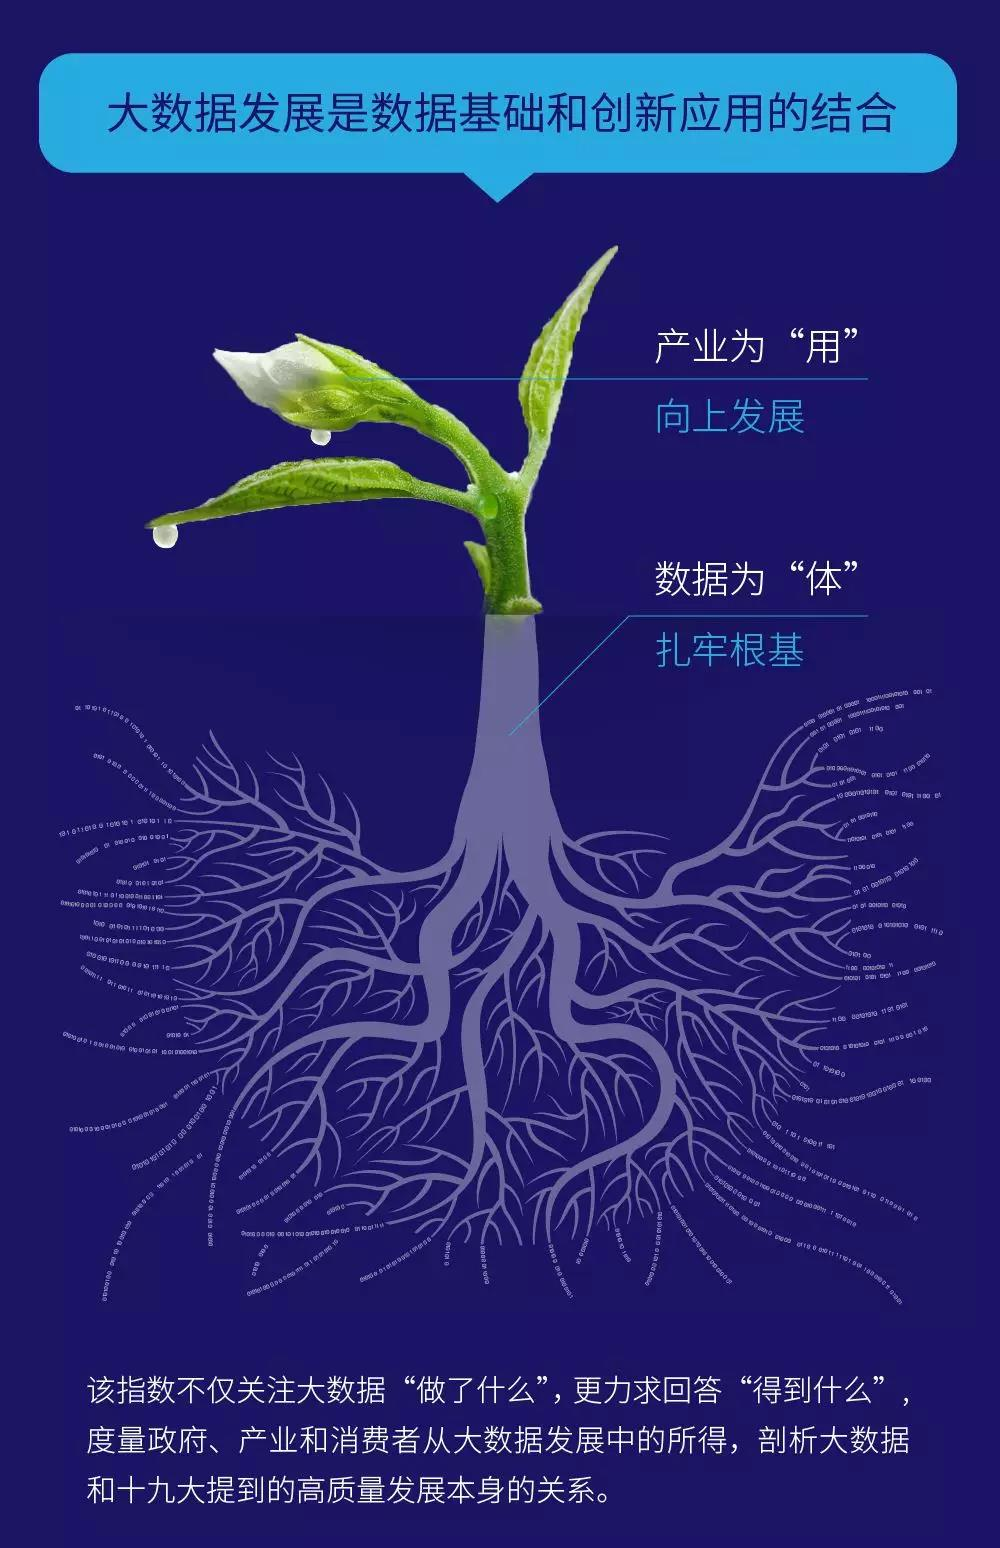 大数据发展是数据基础和创新应用的结合
产业为“用”
向上发展
数据为“体”
扎牢根基
该指数不仅关注大数据“做了什么”，更力求回答“得到什么”，
度量政府、产业和消费者从大数据发展中的所得，剖析大数据
和十九大提到的高质量发展本身的关系。